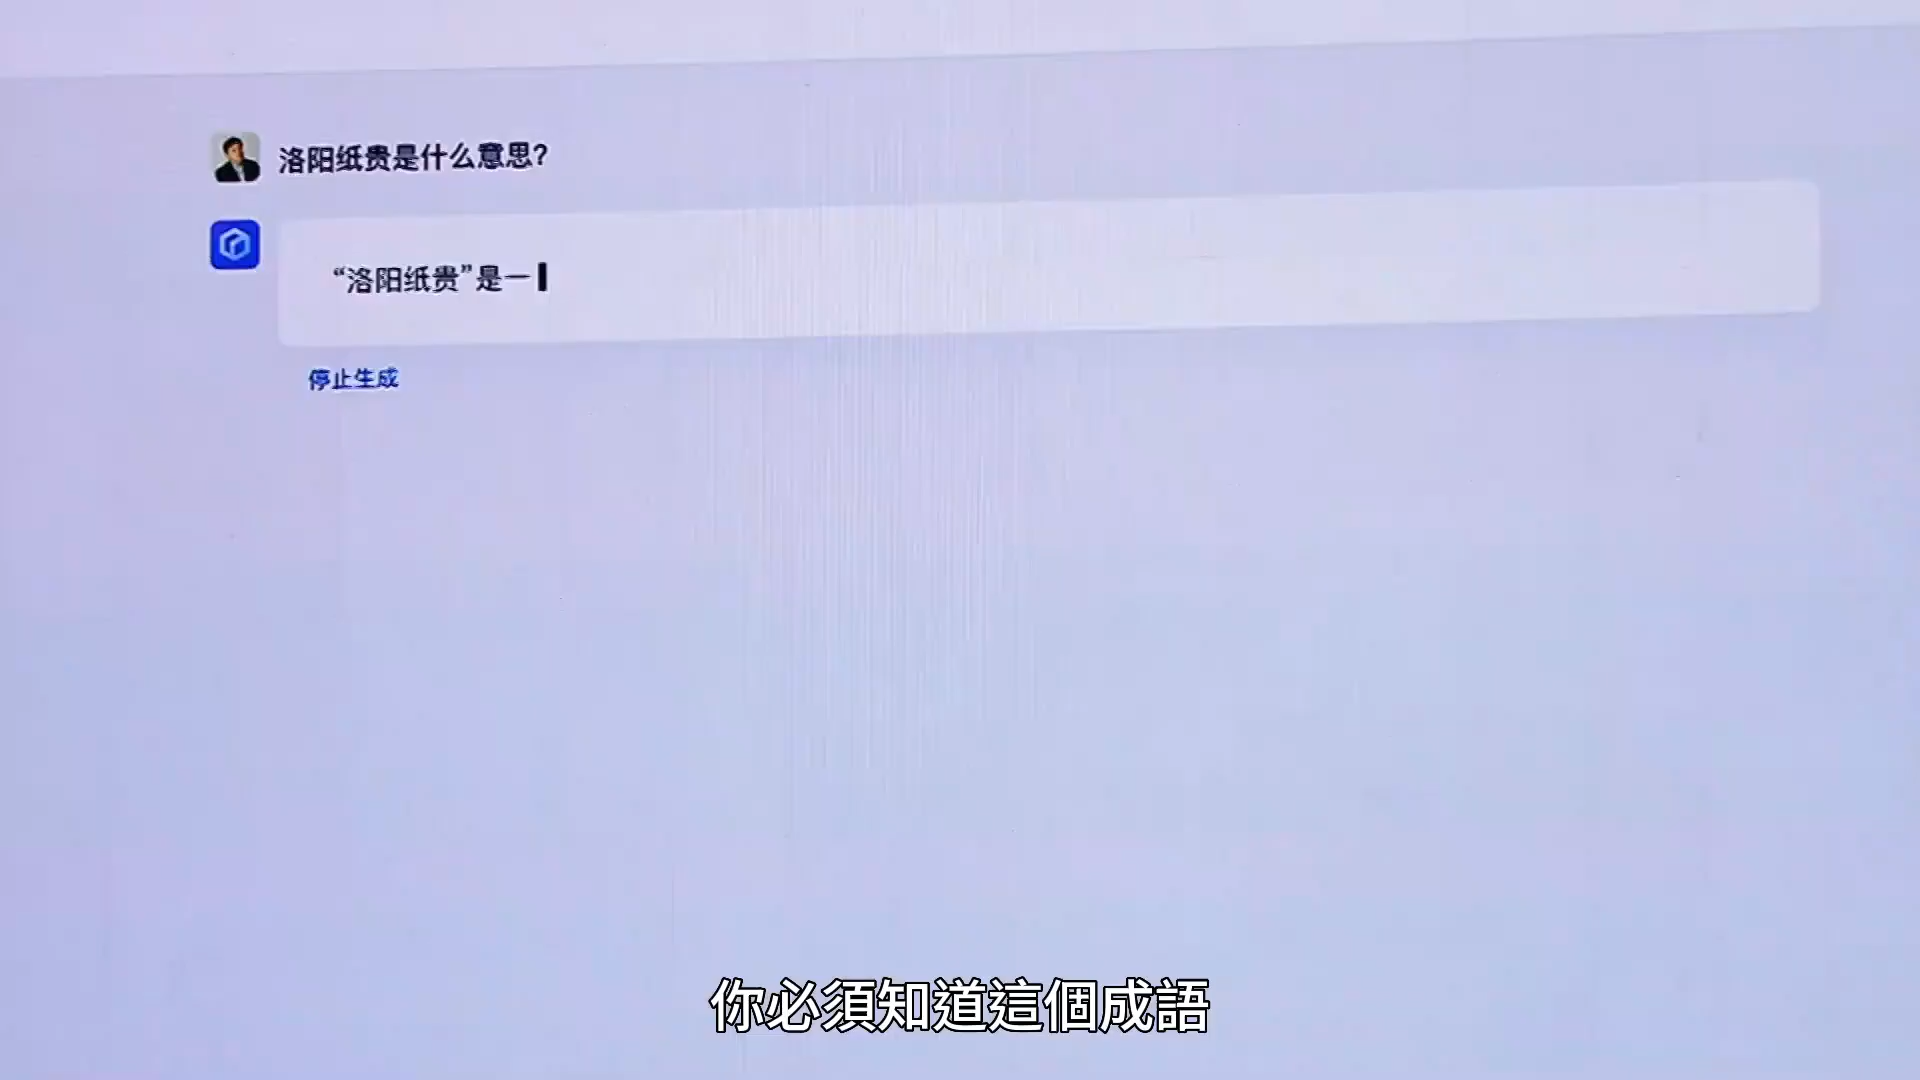 洛阳纸贵是什么意思?
“洛阳纸贵”是一
停止生成
你必須知道這個成語